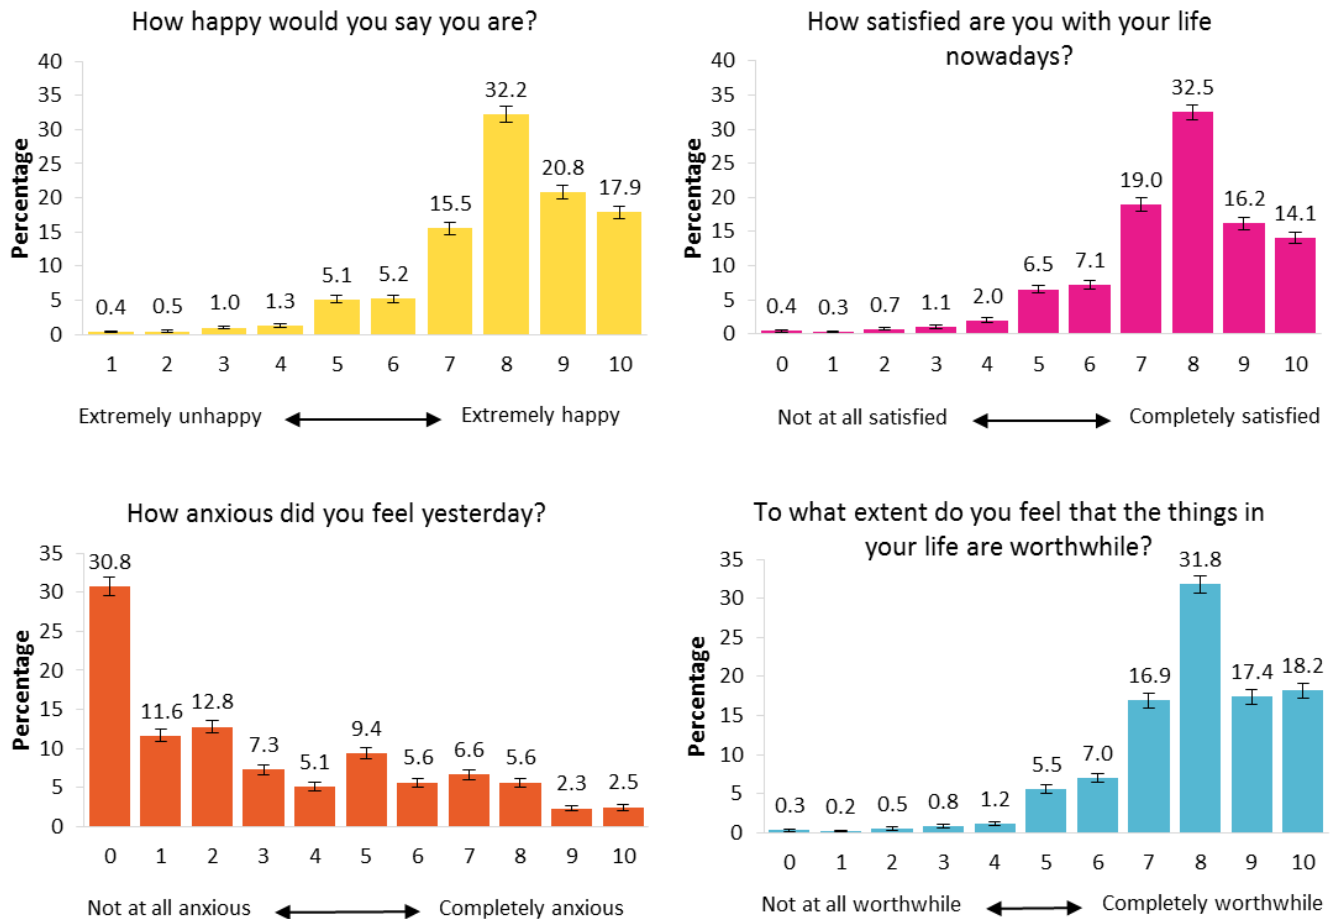 How happy would you say you are?
Percentage
40
35
30
25
20
15
10
5
0
0.4 0.5 1.0 1.3 5.1 5.2 15.5 32.2 20.8 17.9
1 2 3 4 5 6 7 8 9 10
Extremely unhappy Extremely happy
How satisfied are you with your life
nowadays?
Percentage
40
35
30
25
20
15
10
5
0
0.4 0.3 0.7 1.1 2.0 6.5 7.1 19.0 32.5 16.2 14.1
0 1 2 3 4 5 6 7 8 9 10
Not at all satisfied Completely satisfied
How anxious did you feel yesterday?
Percentage
35
30
25
20
15
10
5
0
30.8 11.6 12.8 7.3 5.1 9.4 5.6 6.6 5.6 2.3 2.5
0 1 2 3 4 5 6 7 8 9 10
Not at all anxious Completely anxious
To what extent do you feel that the things in
your life are worthwhile?
Percentage
35
30
25
20
15
10
5
0
0.3 0.2 0.5 0.8 1.2 5.5 7.0 16.9 31.8 17.4 18.2
0 1 2 3 4 5 6 7 8 9 10
Not at all worthwhile Completely worthwhile